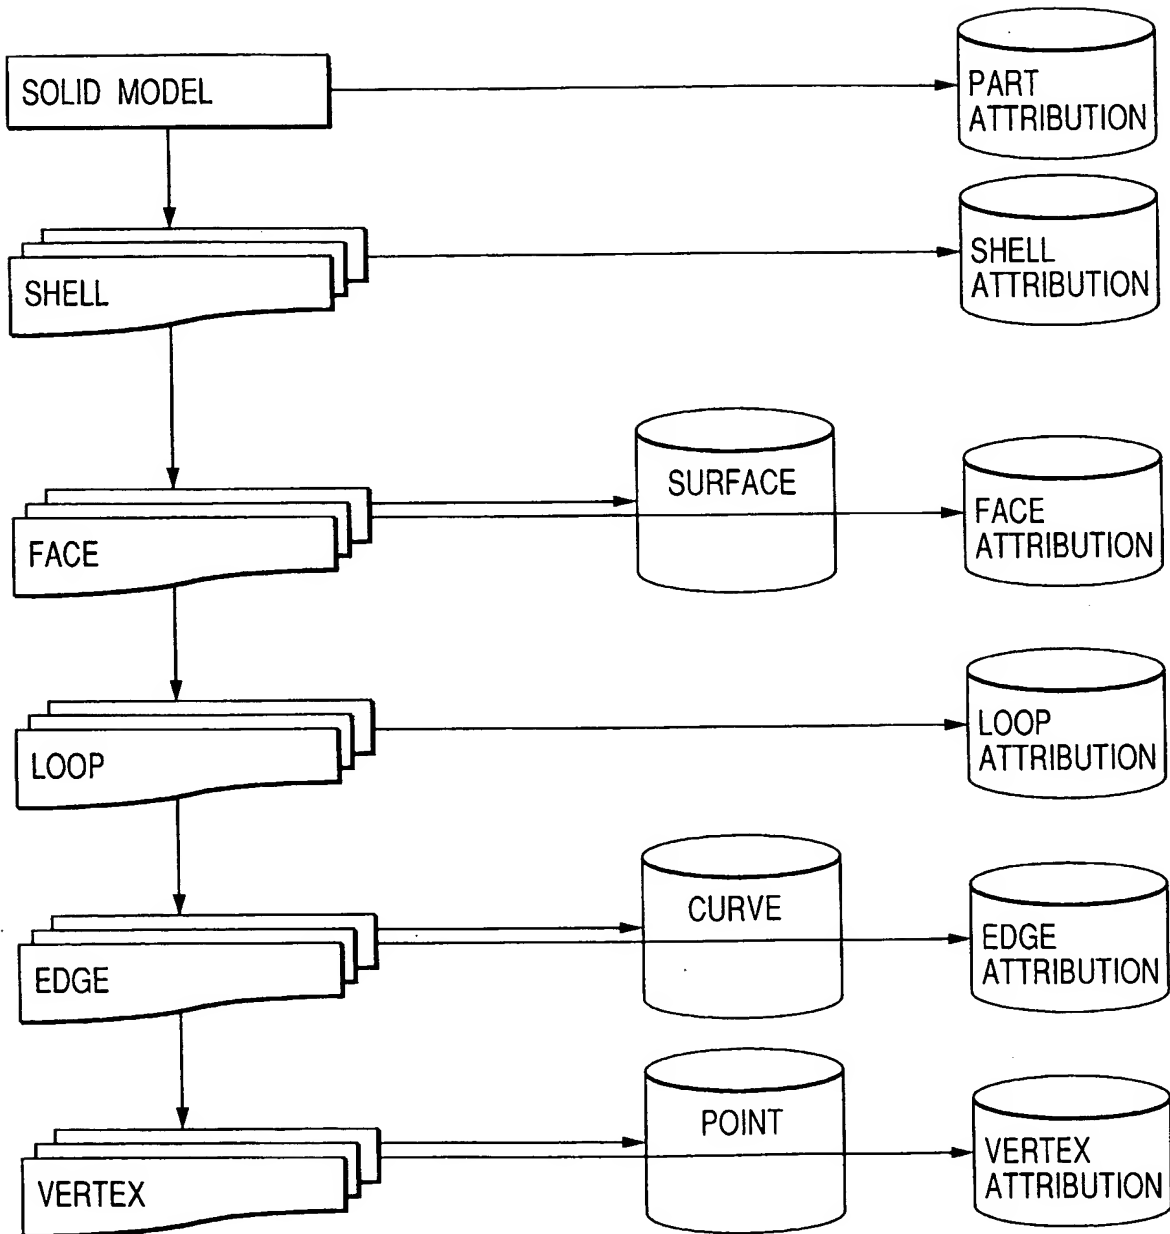 SOLID MODEL
PART
ATTRIBUTION
SHELL
SHELL
ATTRIBUTION
FACE
SURFACE
FACE
ATTRIBUTION
LOOP
LOOP
ATTRIBUTION
EDGE
CURVE
EDGE
ATTRIBUTION
VERTEX
POINT
VERTEX
ATTRIBUTION